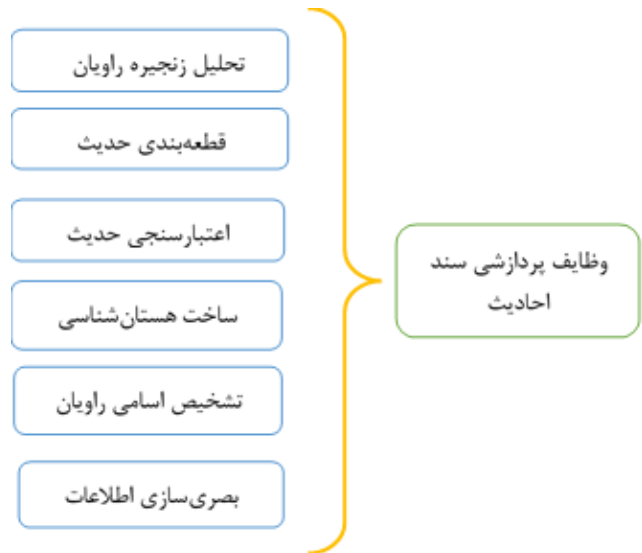 وظایف پردازشی سند
احادیث
تحلیل زنجیره راویان
قطعه‌بندی حدیث
اعتبارسنجی حدیث
ساخت هستان‌شناسی
تشخیص اسامی راویان
بصری‌سازی اطلاعات